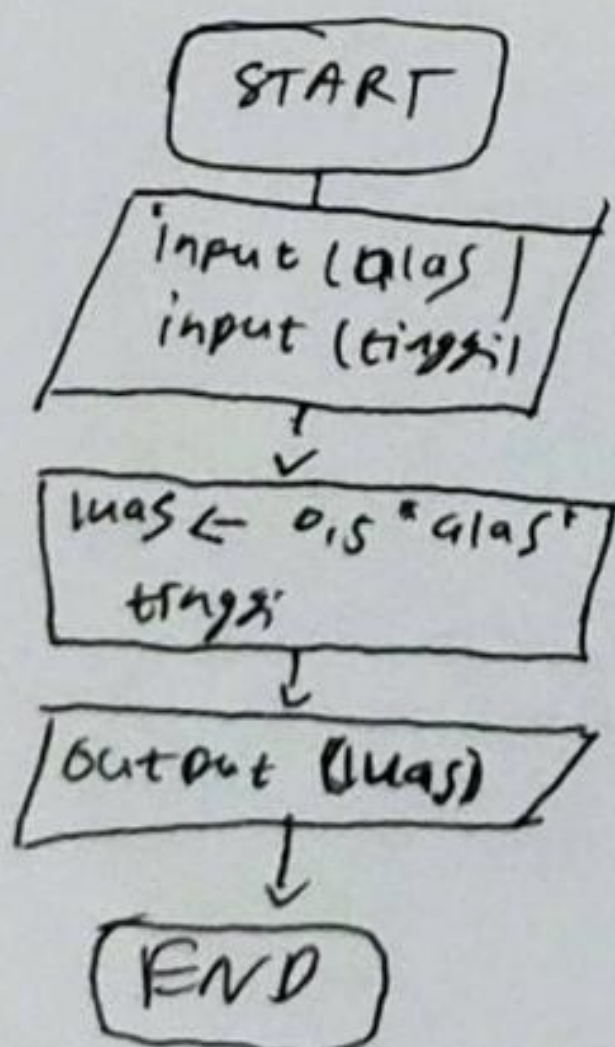 START
input (alas)
input (tinggi)
luas ← 0,5 * alas *
tinggi
output (luas)
END